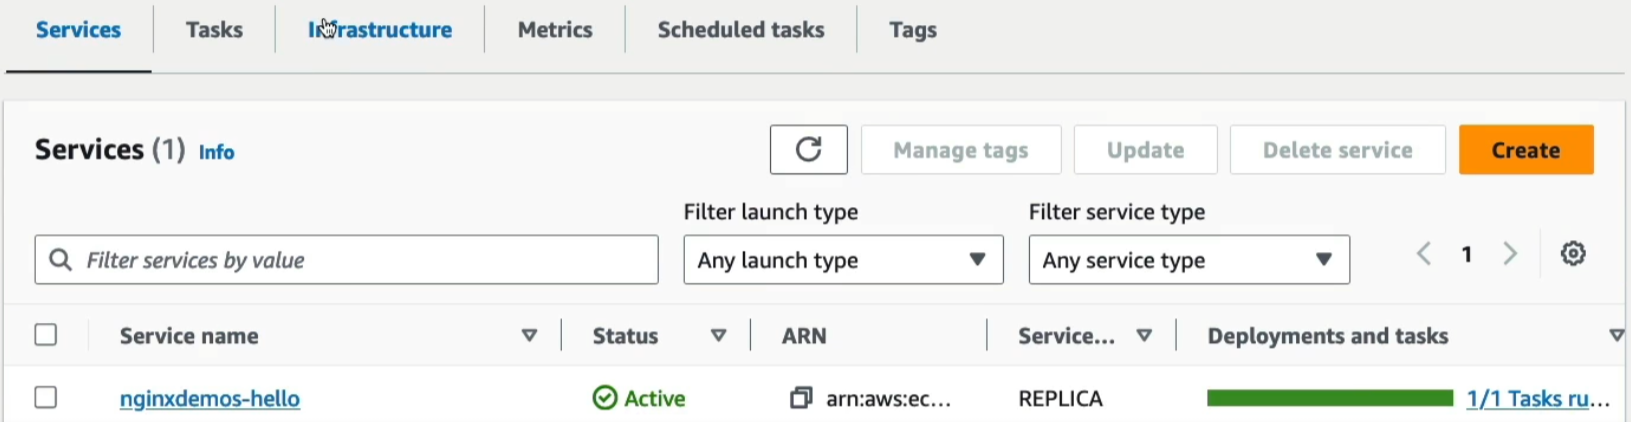 Services Tasks Infrastructure Metrics Scheduled tasks Tags
Services (1) Info Manage tags Update Delete service Create
Filter launch type Filter service type
Filter services by value Any launch type Any service type 1
Service name Status ARN Service... Deployments and tasks
nginxdemos-hello Active arn:aws:ec... REPLICA 1/1 Tasks ru...